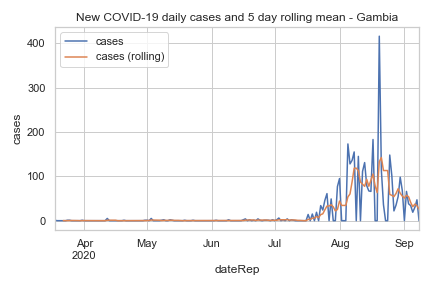 New COVID-19 daily cases and 5 day rolling mean - Gambia
cases
cases (rolling)
400
300
200
100
0
cases
Apr
2020
May
Jun
Jul
Aug
Sep
dateRep